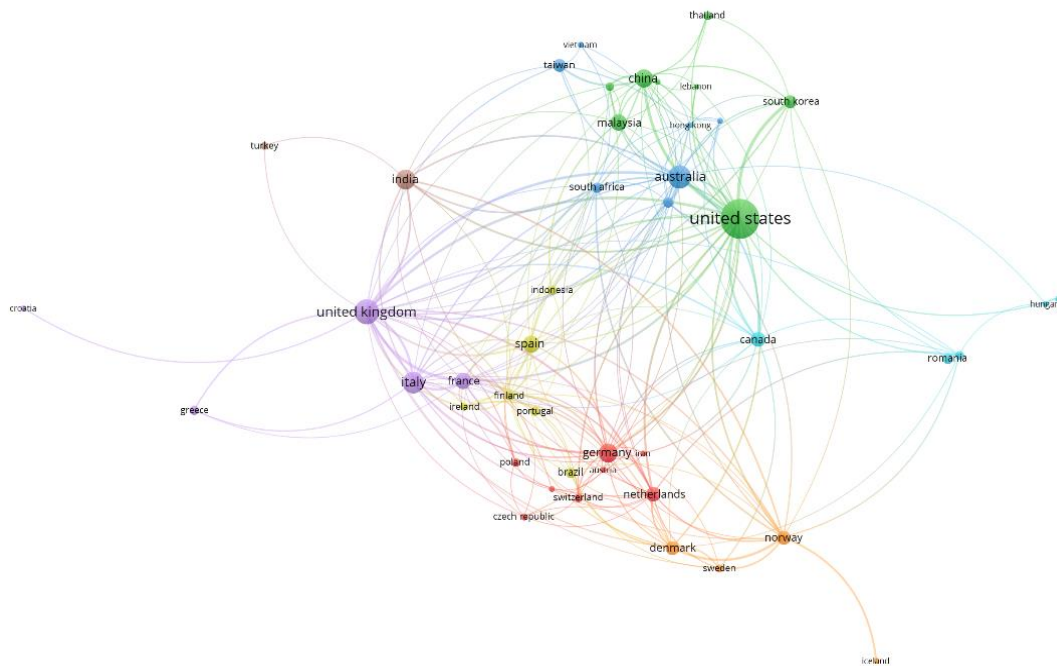 thailand
vietnam
taiwan
china
lebanon
south korea
malaysia
hong kong
turkey
india
australia
south africa
united states
indonesia
croatia
united kingdom
hungar
spain
canada
romania
italy
france
finland
ireland
portugal
greece
germany
iran
poland
austria
brazil
switzerland
netherlands
czech republic
norway
denmark
sweden
iceland